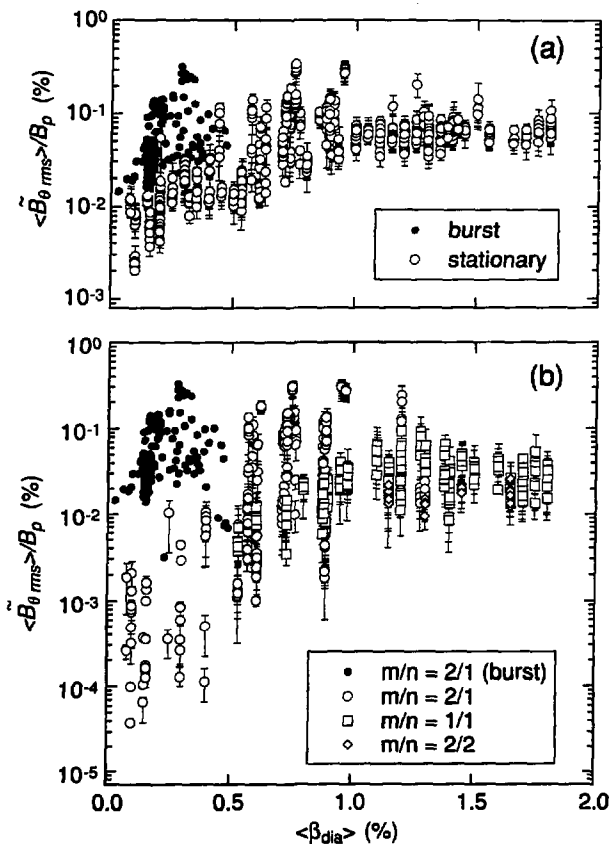 (a)
10⁰
10⁻¹
10⁻²
10⁻³
<B̃θ rms>/Bp (%)
burst
stationary
(b)
10⁰
10⁻¹
10⁻²
10⁻³
10⁻⁴
10⁻⁵
<B̃θ rms>/Bp (%)
m/n = 2/1 (burst)
m/n = 2/1
m/n = 1/1
m/n = 2/2
0.0 0.5 1.0 1.5 2.0
<βdia> (%)